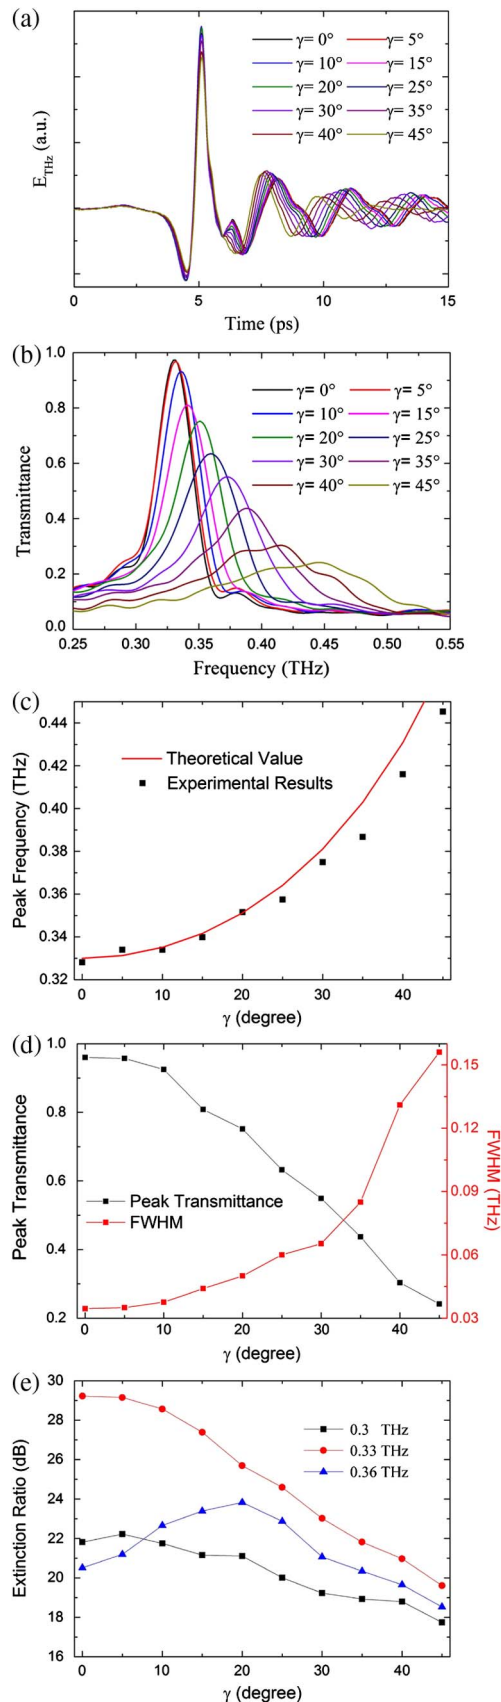 (a)
γ= 0° γ= 5°
γ= 10° γ= 15°
γ= 20° γ= 25°
γ= 30° γ= 35°
γ= 40° γ= 45°
E_THz (a.u.)
0 5 10 15
Time (ps)
(b)
1.0
0.8
0.6
0.4
0.2
0.0
Transmittance
γ= 0° γ= 5°
γ= 10° γ= 15°
γ= 20° γ= 25°
γ= 30° γ= 35°
γ= 40° γ= 45°
0.25 0.30 0.35 0.40 0.45 0.50 0.55
Frequency (THz)
(c)
0.44
0.42
0.40
0.38
0.36
0.34
0.32
Peak Frequency (THz)
Theoretical Value
Experimental Results
0 10 20 30 40
γ (degree)
(d)
1.0
0.8
0.6
0.4
0.2
Peak Transmittance
Peak Transmittance
FWHM
0.15
0.12
0.09
0.06
0.03
FWHM (THz)
0 10 20 30 40
γ (degree)
(e)
30
28
26
24
22
20
18
16
Extinction Ratio (dB)
0.3 THz
0.33 THz
0.36 THz
0 10 20 30 40
γ (degree)